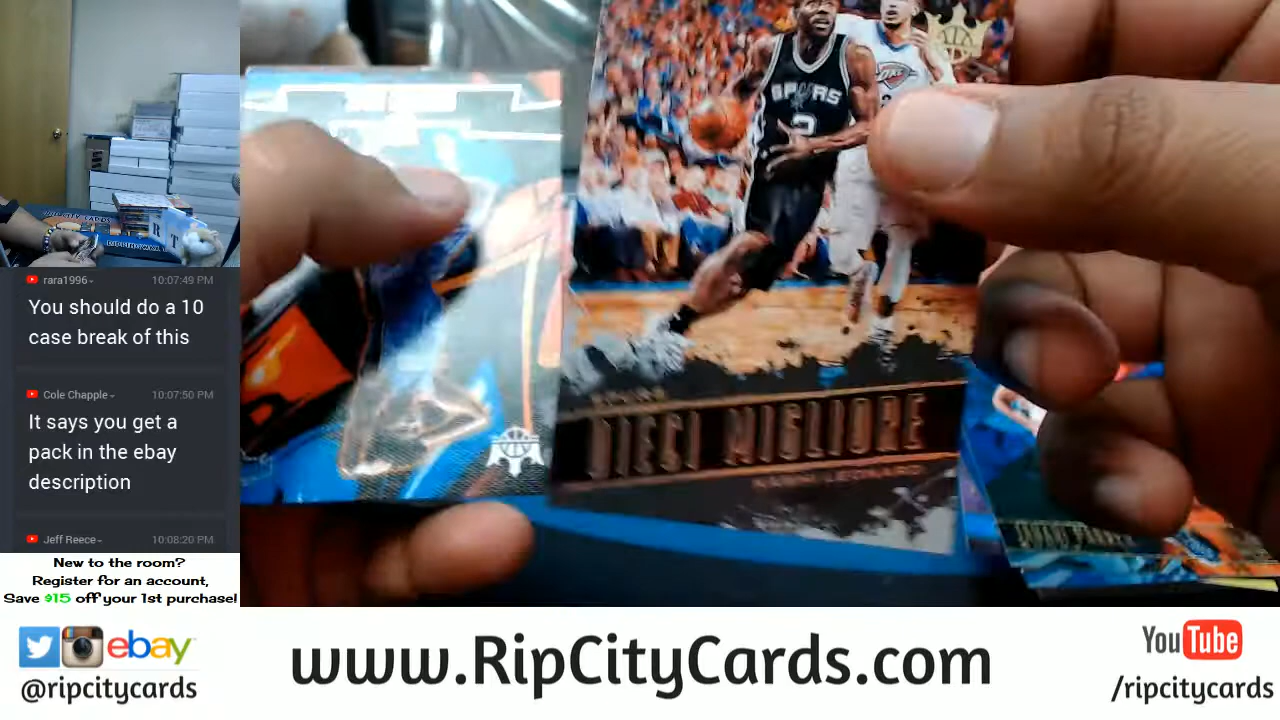 rara1996
10:07:49 PM
You should do a 10
case break of this
Cole Chapple
10:07:50 PM
It says you get a
pack in the ebay
description
Jeff Reece
10:08:20 PM
New to the room?
Register for an account,
Save $15 off your 1st purchase!
SPURS
2
DIECI MIGLIORE
KAWHI LEONARD
ebay
@ripcitycards
www.RipCityCards.com
YouTube
/ripcitycards